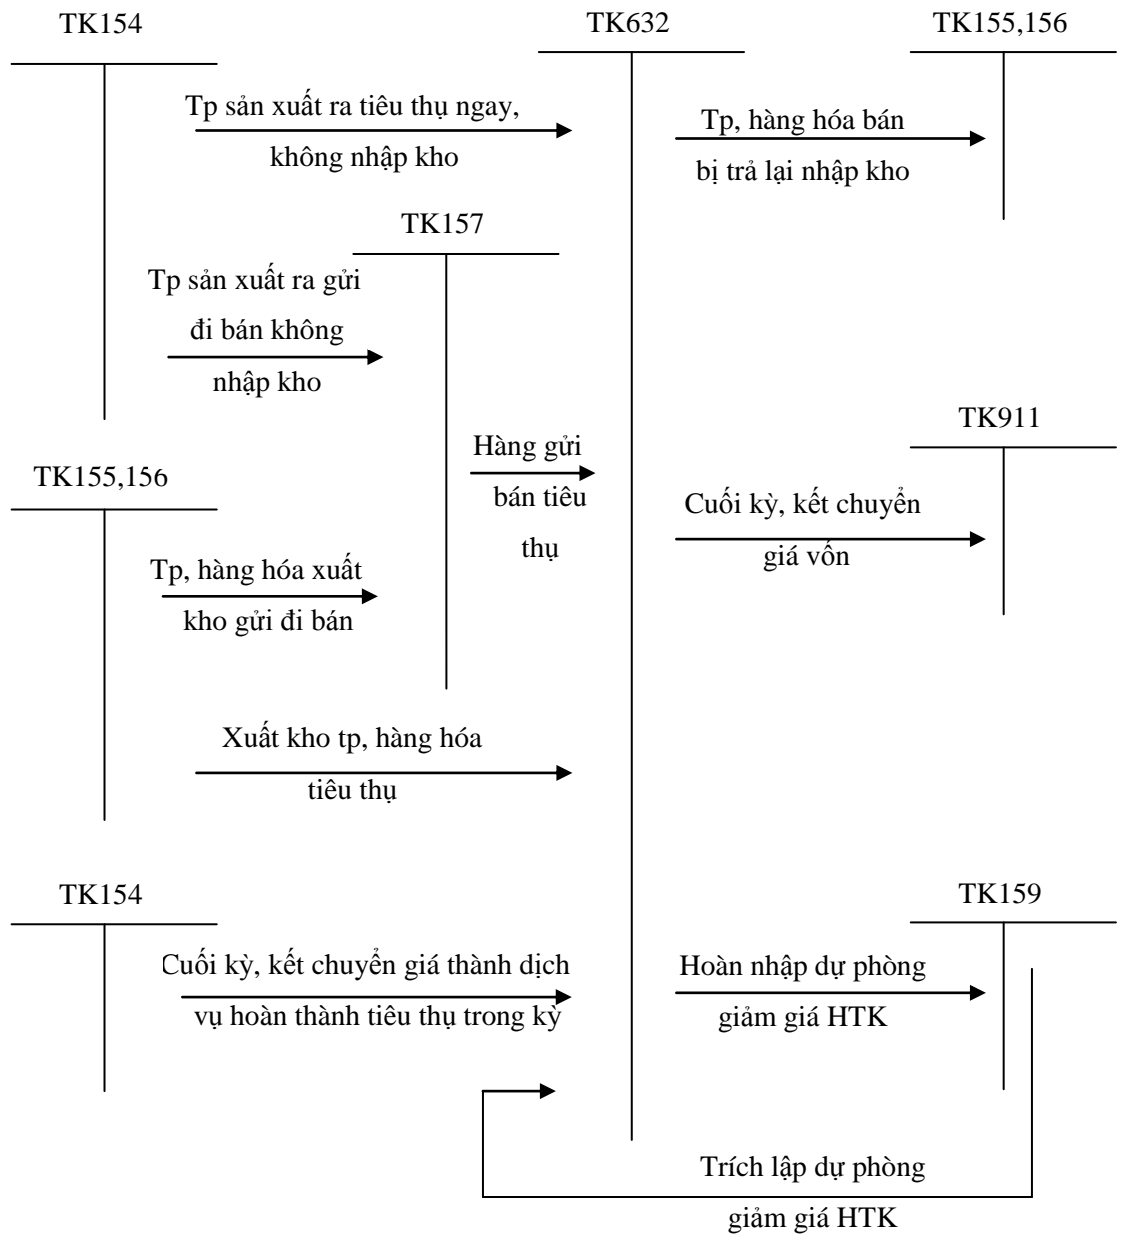 TK154
TK632
TK155,156
Tp sản xuất ra tiêu thụ ngay,
không nhập kho
Tp, hàng hóa bán
bị trả lại nhập kho
TK157
Tp sản xuất ra gửi
đi bán không
nhập kho
TK911
Hàng gửi
bán tiêu
thụ
TK155,156
Cuối kỳ, kết chuyển
giá vốn
Tp, hàng hóa xuất
kho gửi đi bán
Xuất kho tp, hàng hóa
tiêu thụ
TK154
TK159
Cuối kỳ, kết chuyển giá thành dịch
vụ hoàn thành tiêu thụ trong kỳ
Hoàn nhập dự phòng
giảm giá HTK
Trích lập dự phòng
giảm giá HTK